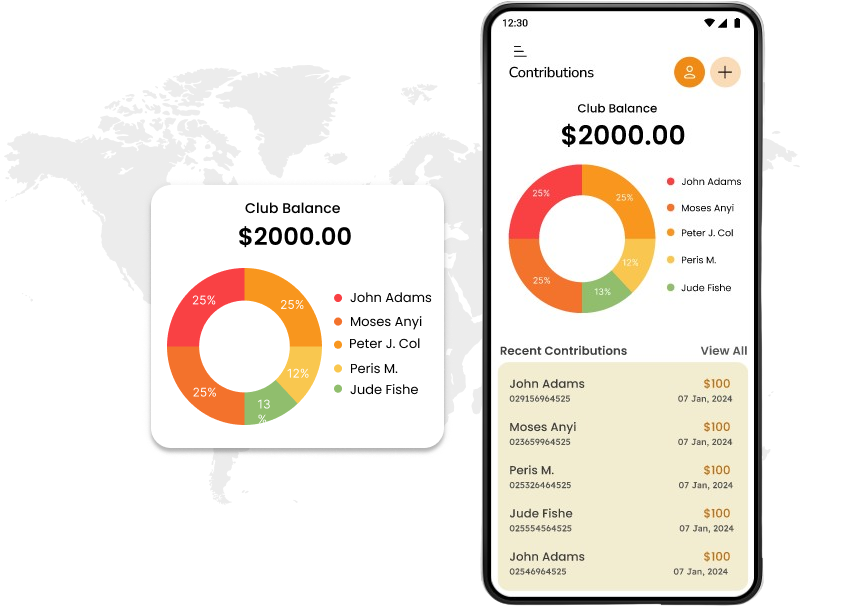 Club Balance
$2000.00
25%
25%
25%
12%
13
%
John Adams
Moses Anyi
Peter J. Col
Peris M.
Jude Fishe
12:30
Contributions
Club Balance
$2000.00
25%
25%
25%
12%
13%
John Adams
Moses Anyi
Peter J. Col
Peris M.
Jude Fishe
Recent Contributions View All
John Adams $100
029156964525 07 Jan, 2024
Moses Anyi $100
023659964525 07 Jan, 2024
Peris M. $100
025326464525 07 Jan, 2024
Jude Fishe $100
025554564525 07 Jan, 2024
John Adams $100
02546964525 07 Jan, 2024